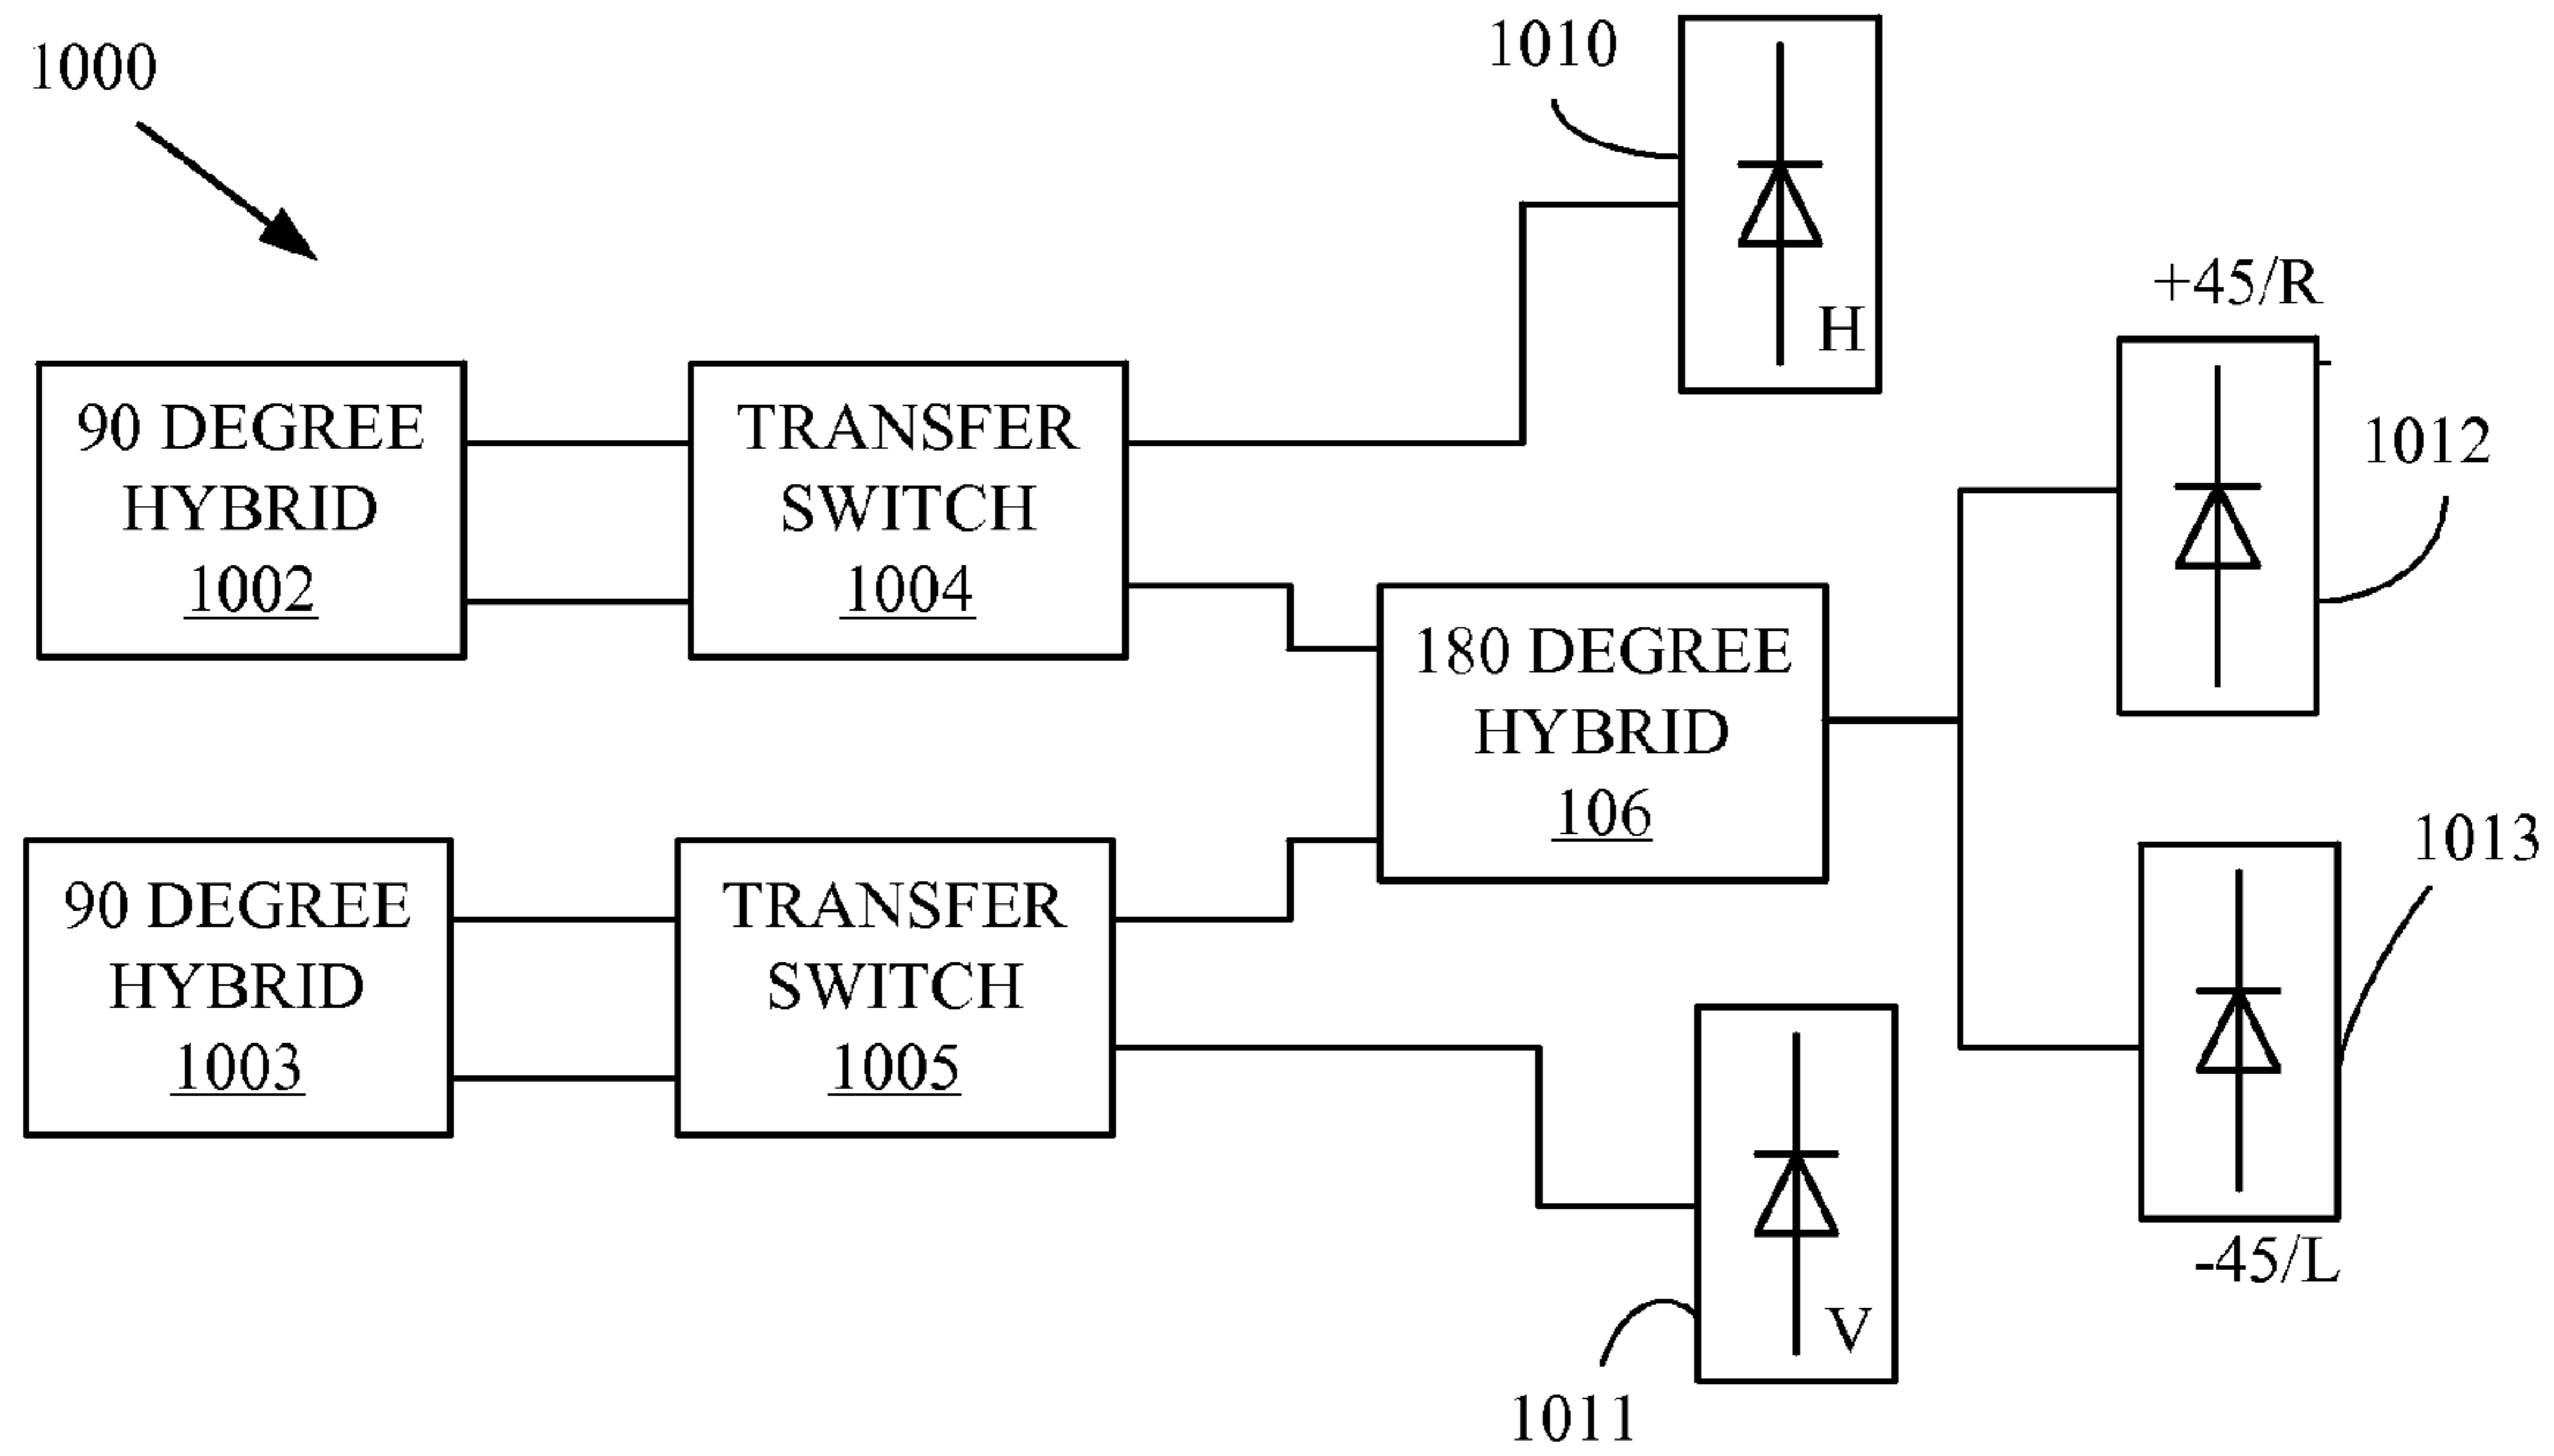 1000
1010
H
+45/R
1012
90 DEGREE
HYBRID
1002
TRANSFER
SWITCH
1004
180 DEGREE
HYBRID
106
1013
90 DEGREE
HYBRID
1003
TRANSFER
SWITCH
1005
-45/L
V
1011